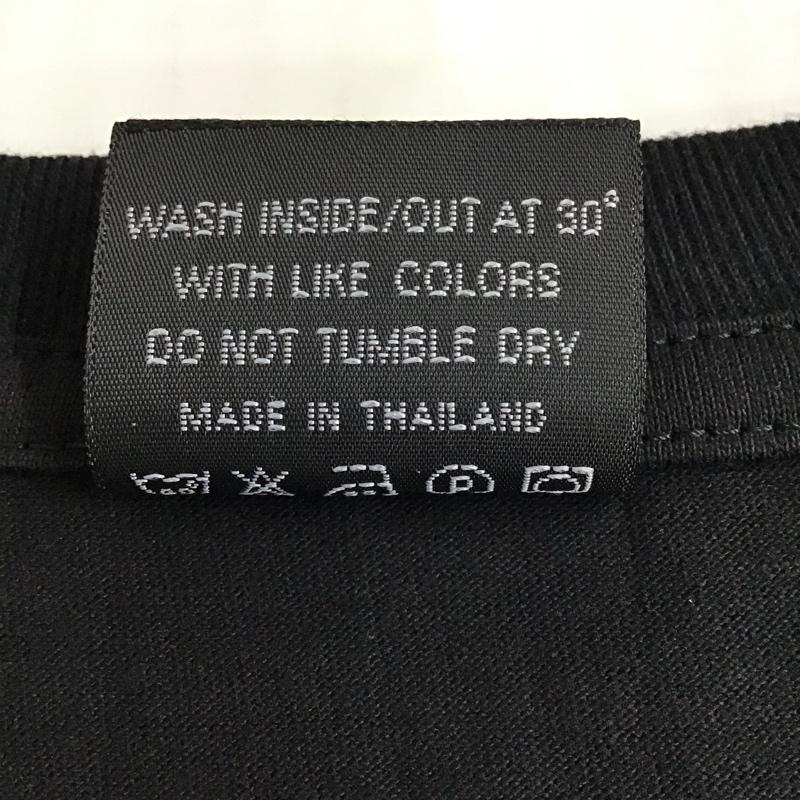 WASH INSIDE/OUT AT 30°
WITH LIKE COLORS
DO NOT TUMBLE DRY
MADE IN THAILAND
P